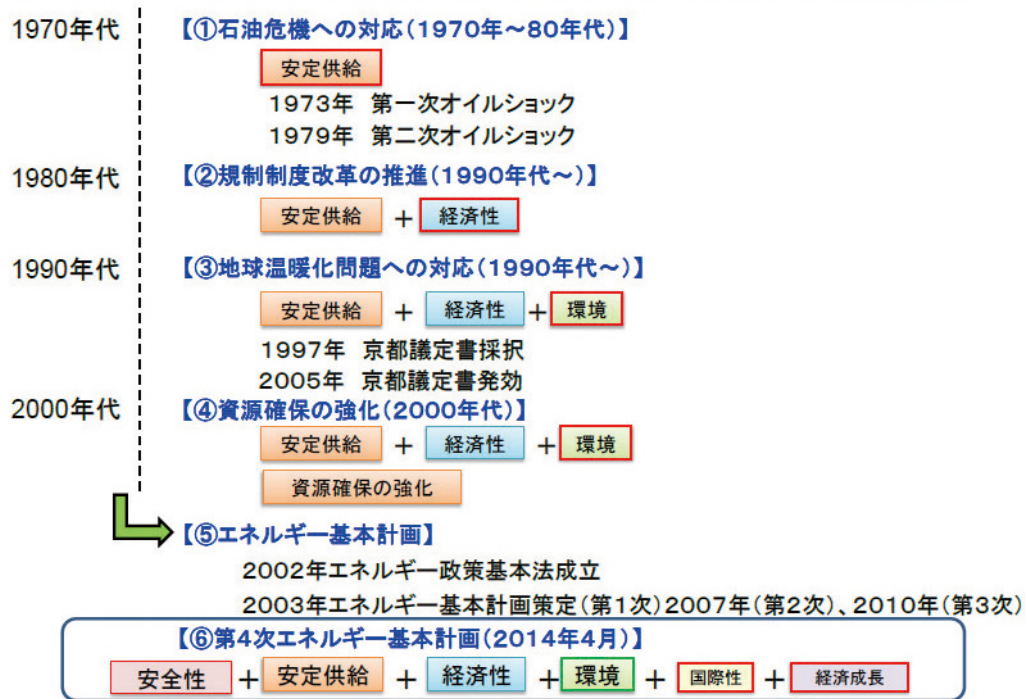 1970年代 【①石油危機への対応(1970年~80年代)】
安定供給
1973年 第一次オイルショック
1979年 第二次オイルショック
1980年代 【②規制制度改革の推進(1990年代~)】
安定供給 + 経済性
1990年代 【③地球温暖化問題への対応(1990年代~)】
安定供給 + 経済性 + 環境
1997年 京都議定書採択
2005年 京都議定書発効
2000年代 【④資源確保の強化(2000年代)】
安定供給 + 経済性 + 環境
資源確保の強化
【⑤エネルギー基本計画】
2002年エネルギー政策基本法成立
2003年エネルギー基本計画策定(第1次)2007年(第2次)、2010年(第3次)
【⑥第4次エネルギー基本計画(2014年4月)】
安全性 + 安定供給 + 経済性 + 環境 + 国際性 + 経済成長